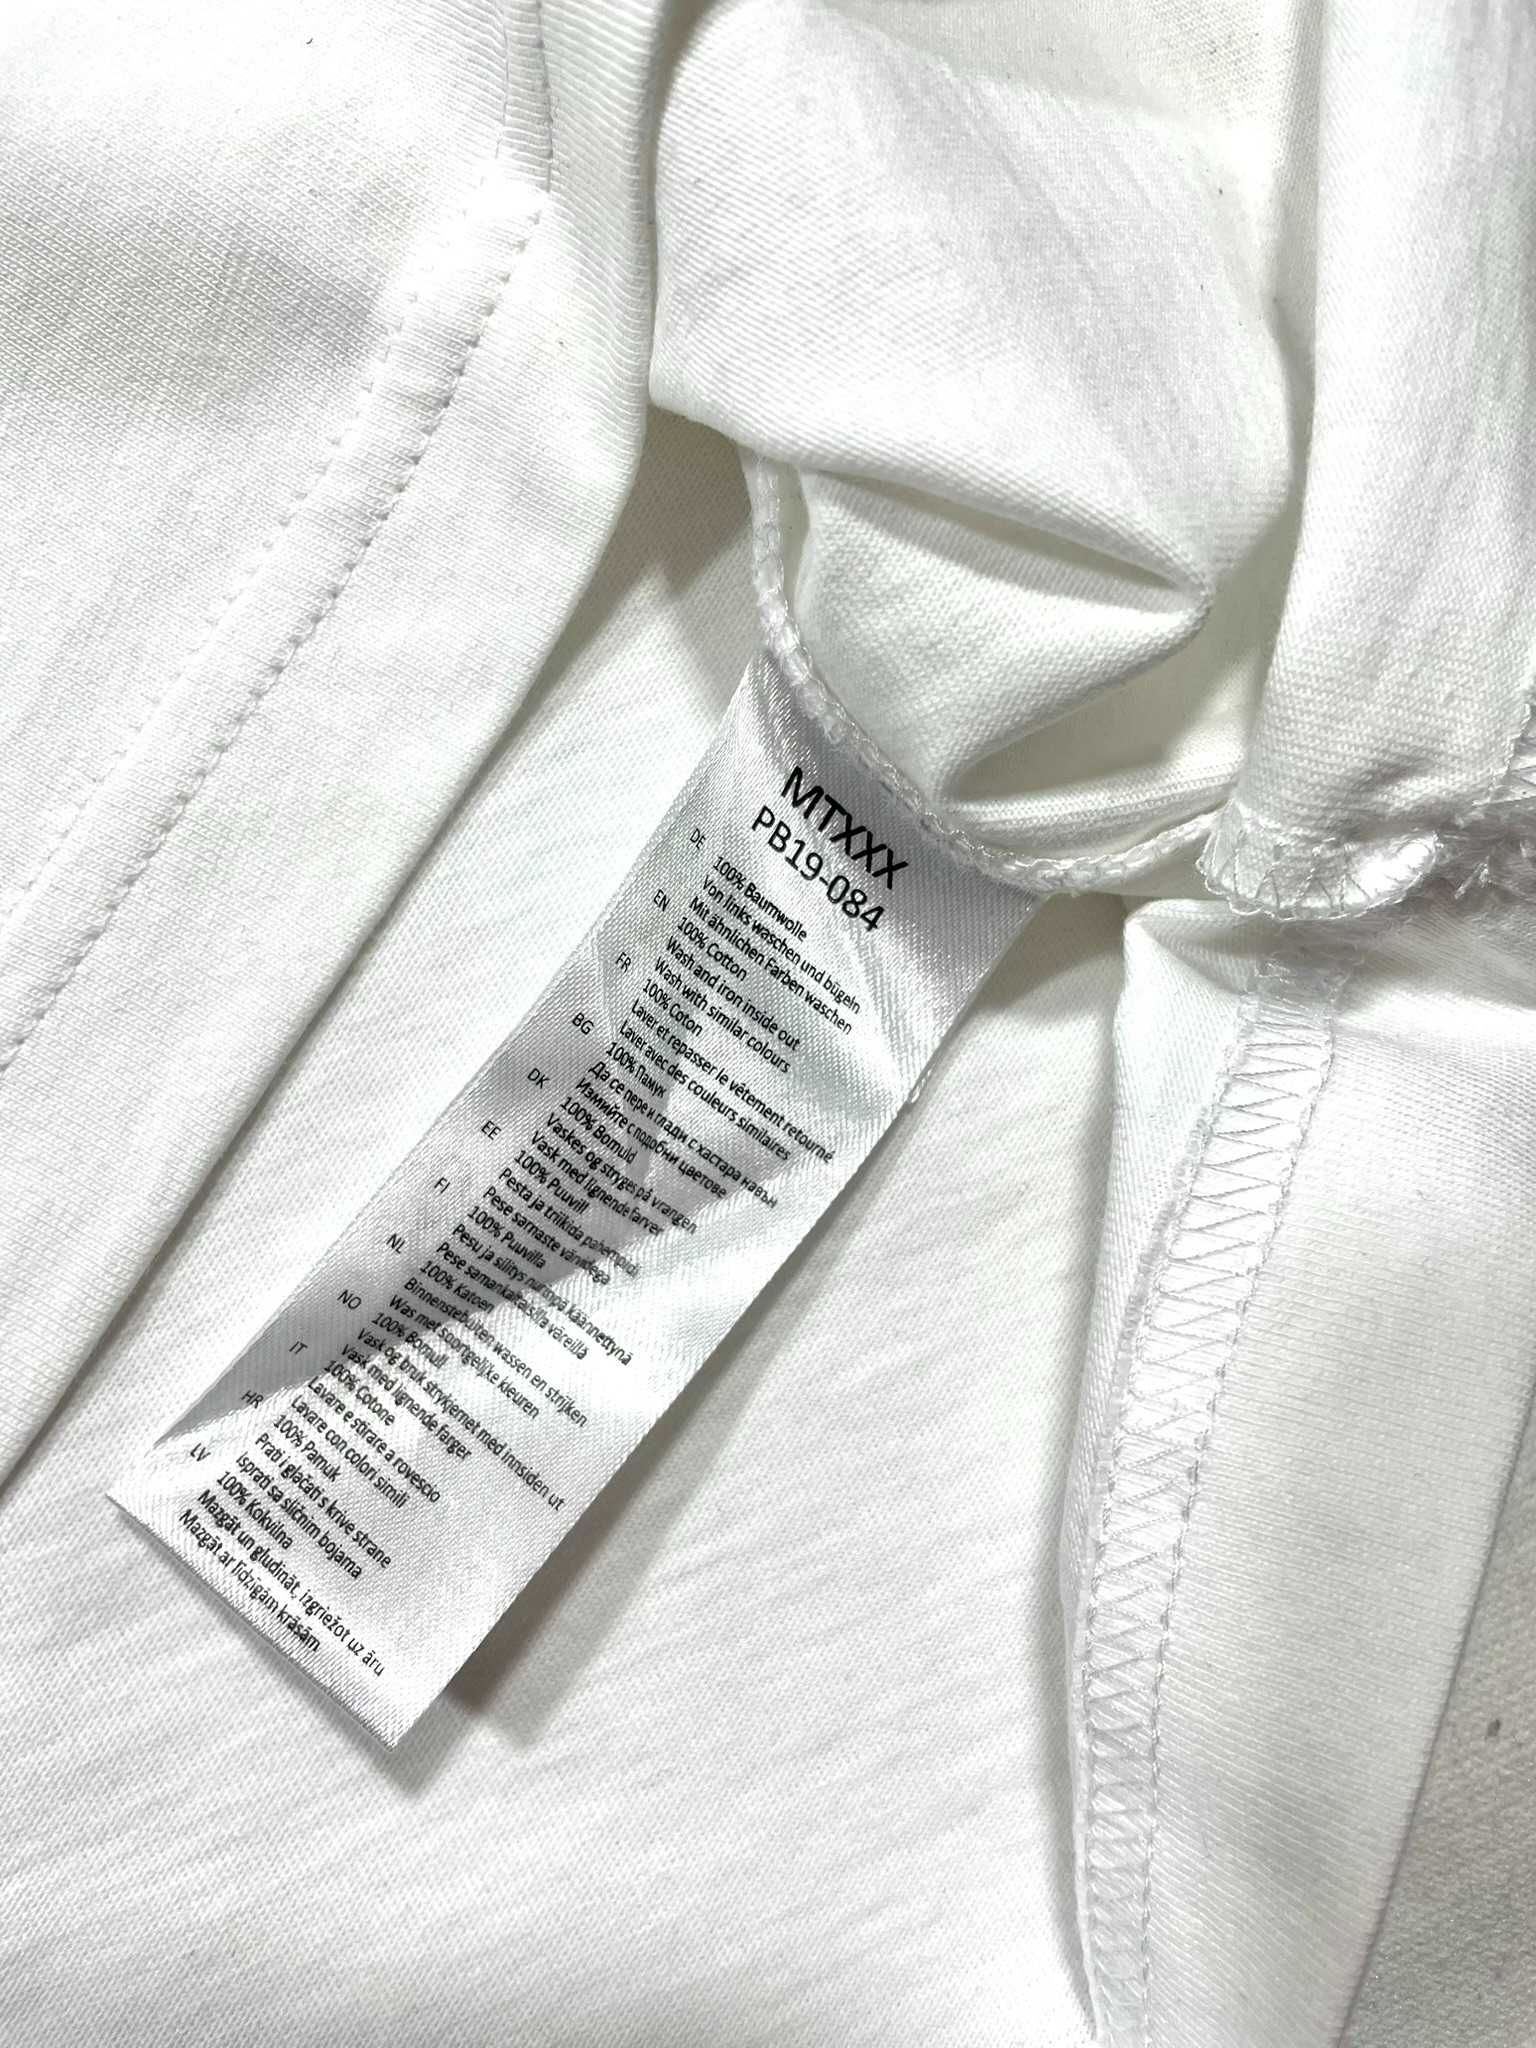 MTXXX
PB19-084
DE 100% Baumwolle
Von links waschen und bügeln
Mit ähnlichen Farben waschen
EN 100% Cotton
Wash and iron inside out
Wash with similar colours
FR 100% Coton
Laver et repasser le vêtement retourné
Laver avec des couleurs similaires
BG 100% Памук
Да се пере и глади с хастара навън
Измийте с подобни цветове
DK 100% Bomuld
Vaskes og stryges på vrangen
Vask med lignende farver
EE 100% Puuvill
Pesta ja triikida pahempidi
Pese sarnaste värvidega
FI 100% Puuvilla
Pesu ja silitys nurinpä käännettynä
Pese samankaltaisilla väreillä
NL 100% Katoen
Binnenstebuiten wassen en strijken
Was met soortgelijke kleuren
NO 100% Bomull
Vask og bruk strykjernet med innsiden ut
Vask med lignende farger
IT 100% Cotone
Lavare e stirare a rovescio
Lavare con colori simili
HR 100% Pamuk
Prati i glačati s krive strane
Isprati sa sličnim bojama
LV 100% Kokvilna
Mazgāt un gludināt, izgriežot uz āru
Mazgāt ar līdzīgām krāsām